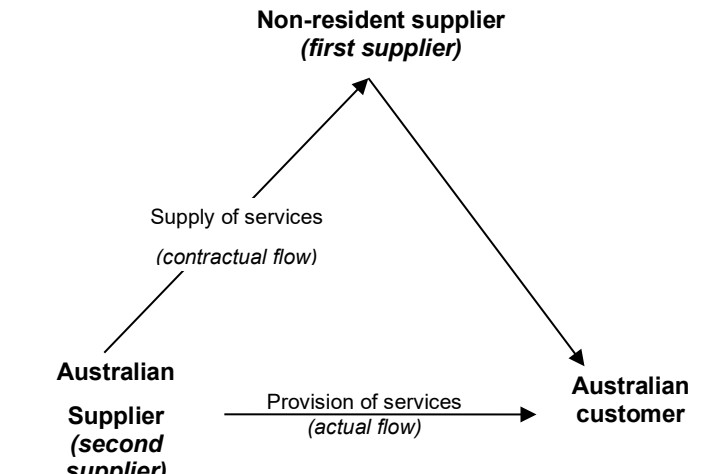 Non-resident supplier
(first supplier)
Supply of services
(contractual flow)
Australian
Supplier
(second
supplier)
Provision of services
(actual flow)
Australian
customer